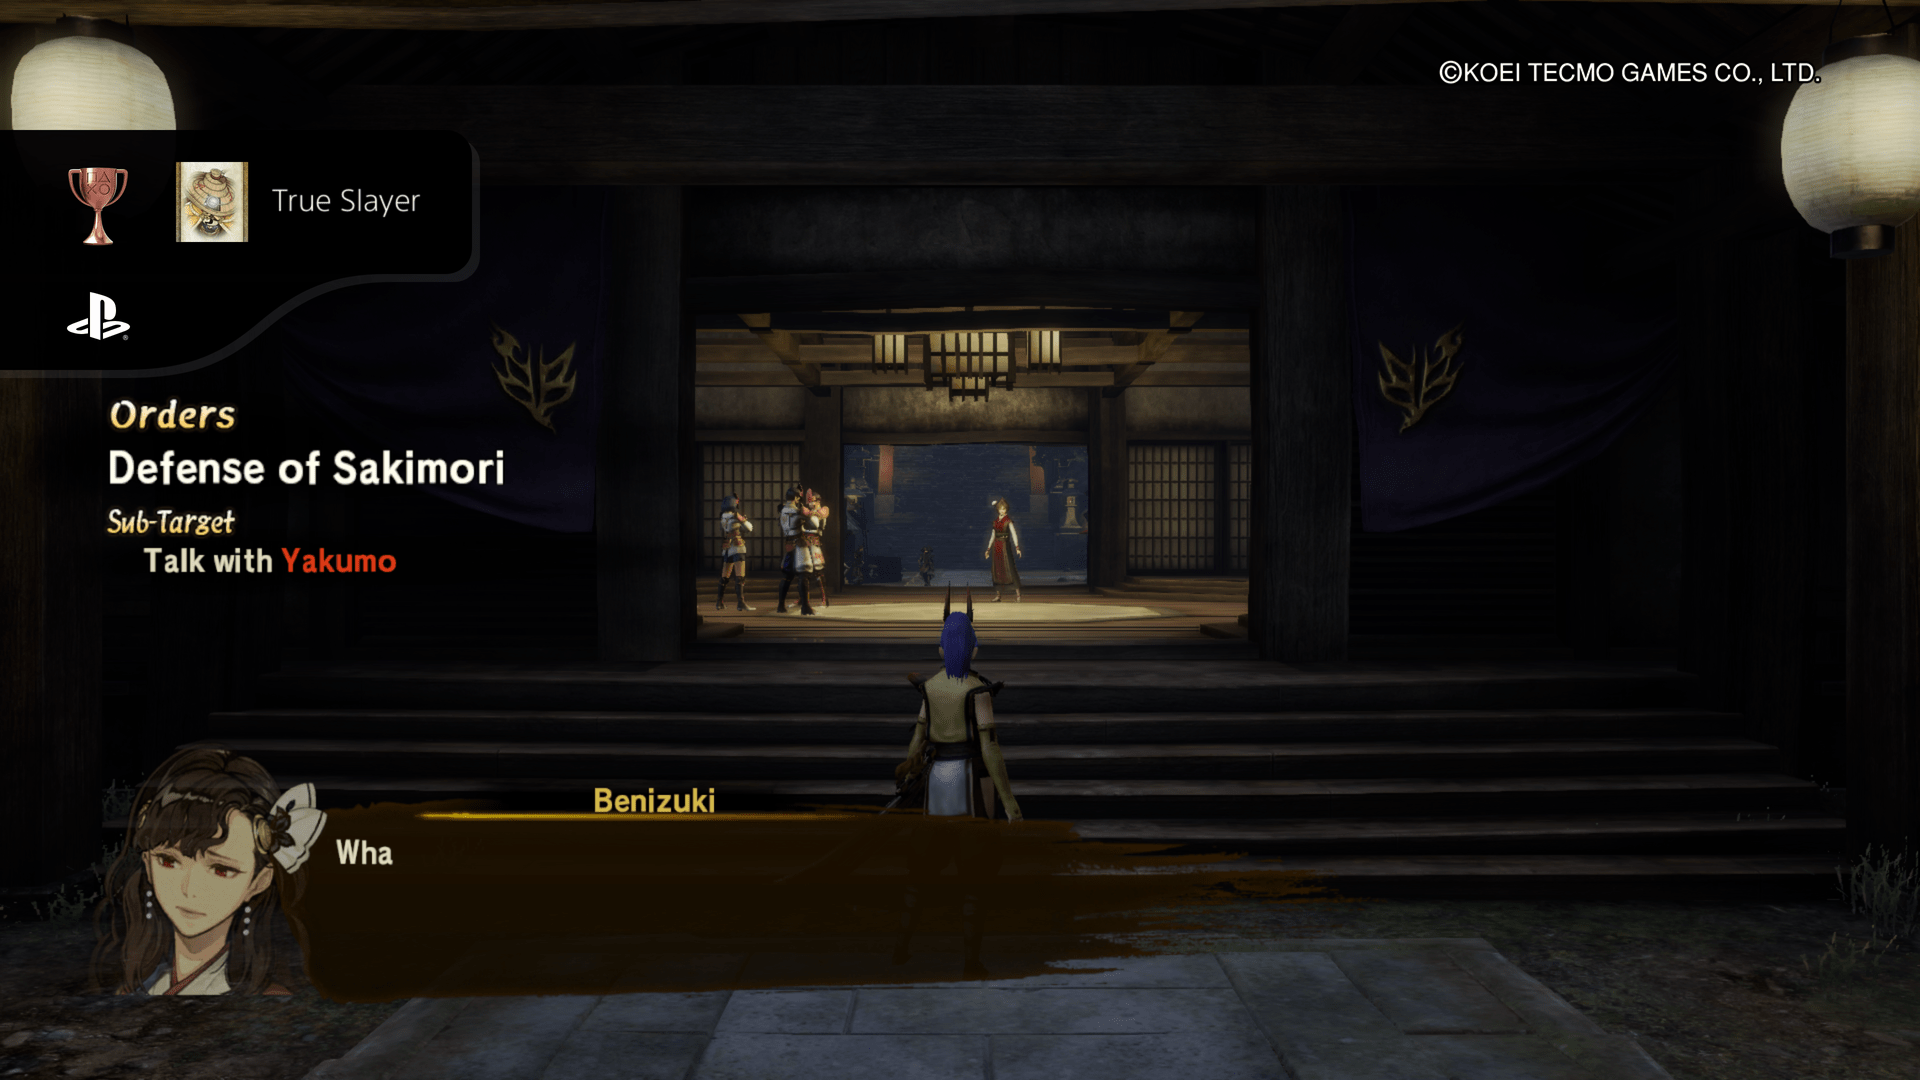 ©KOEI TECMO GAMES CO., LTD.
True Slayer
Orders
Defense of Sakimori
Sub-Target
Talk with Yakumo
Benizuki
Wha